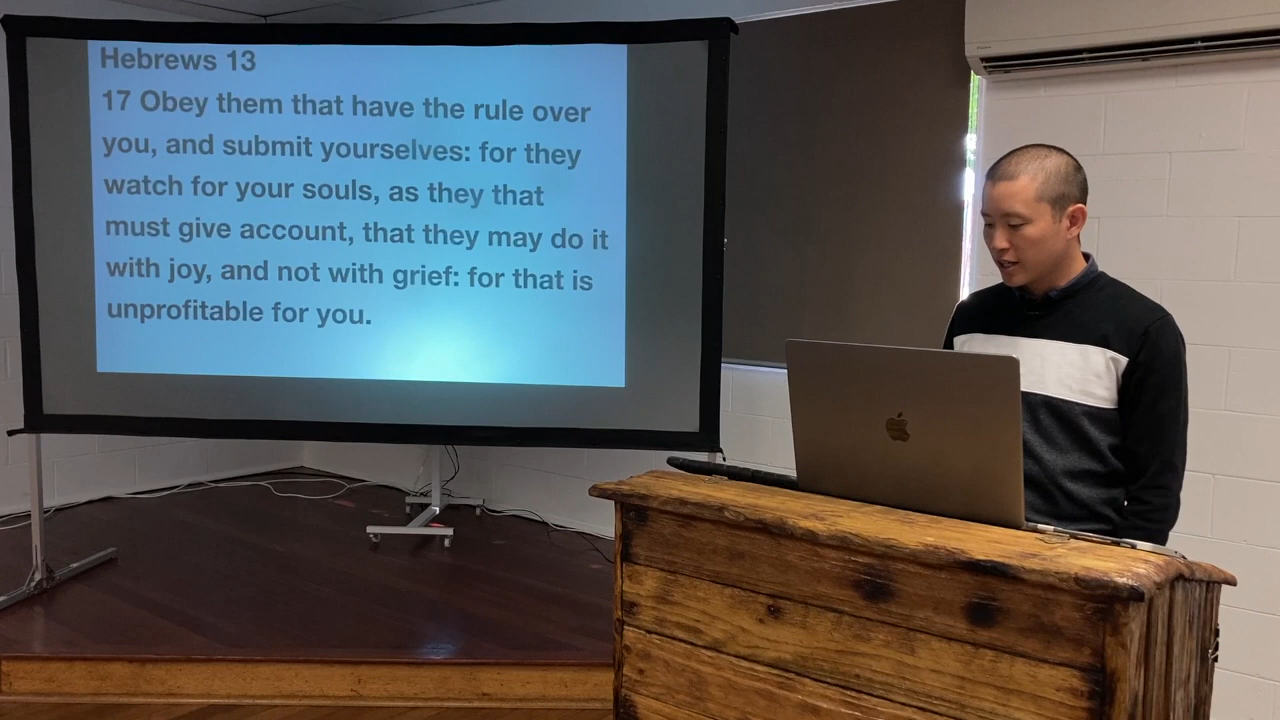 Hebrews 13
17 Obey them that have the rule over
you, and submit yourselves: for they
watch for your souls, as they that
must give account, that they may do it
with joy, and not with grief: for that is
unprofitable for you.